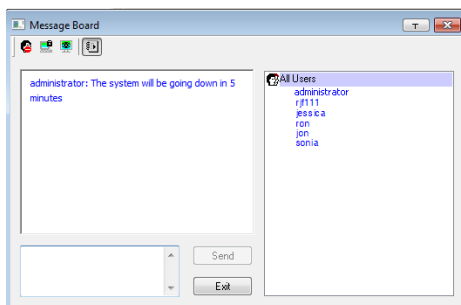 Message Board
administrator: The system will be going down in 5
minutes
All Users
administrator
rjf111
jessica
ron
jon
sonia
Send
Exit